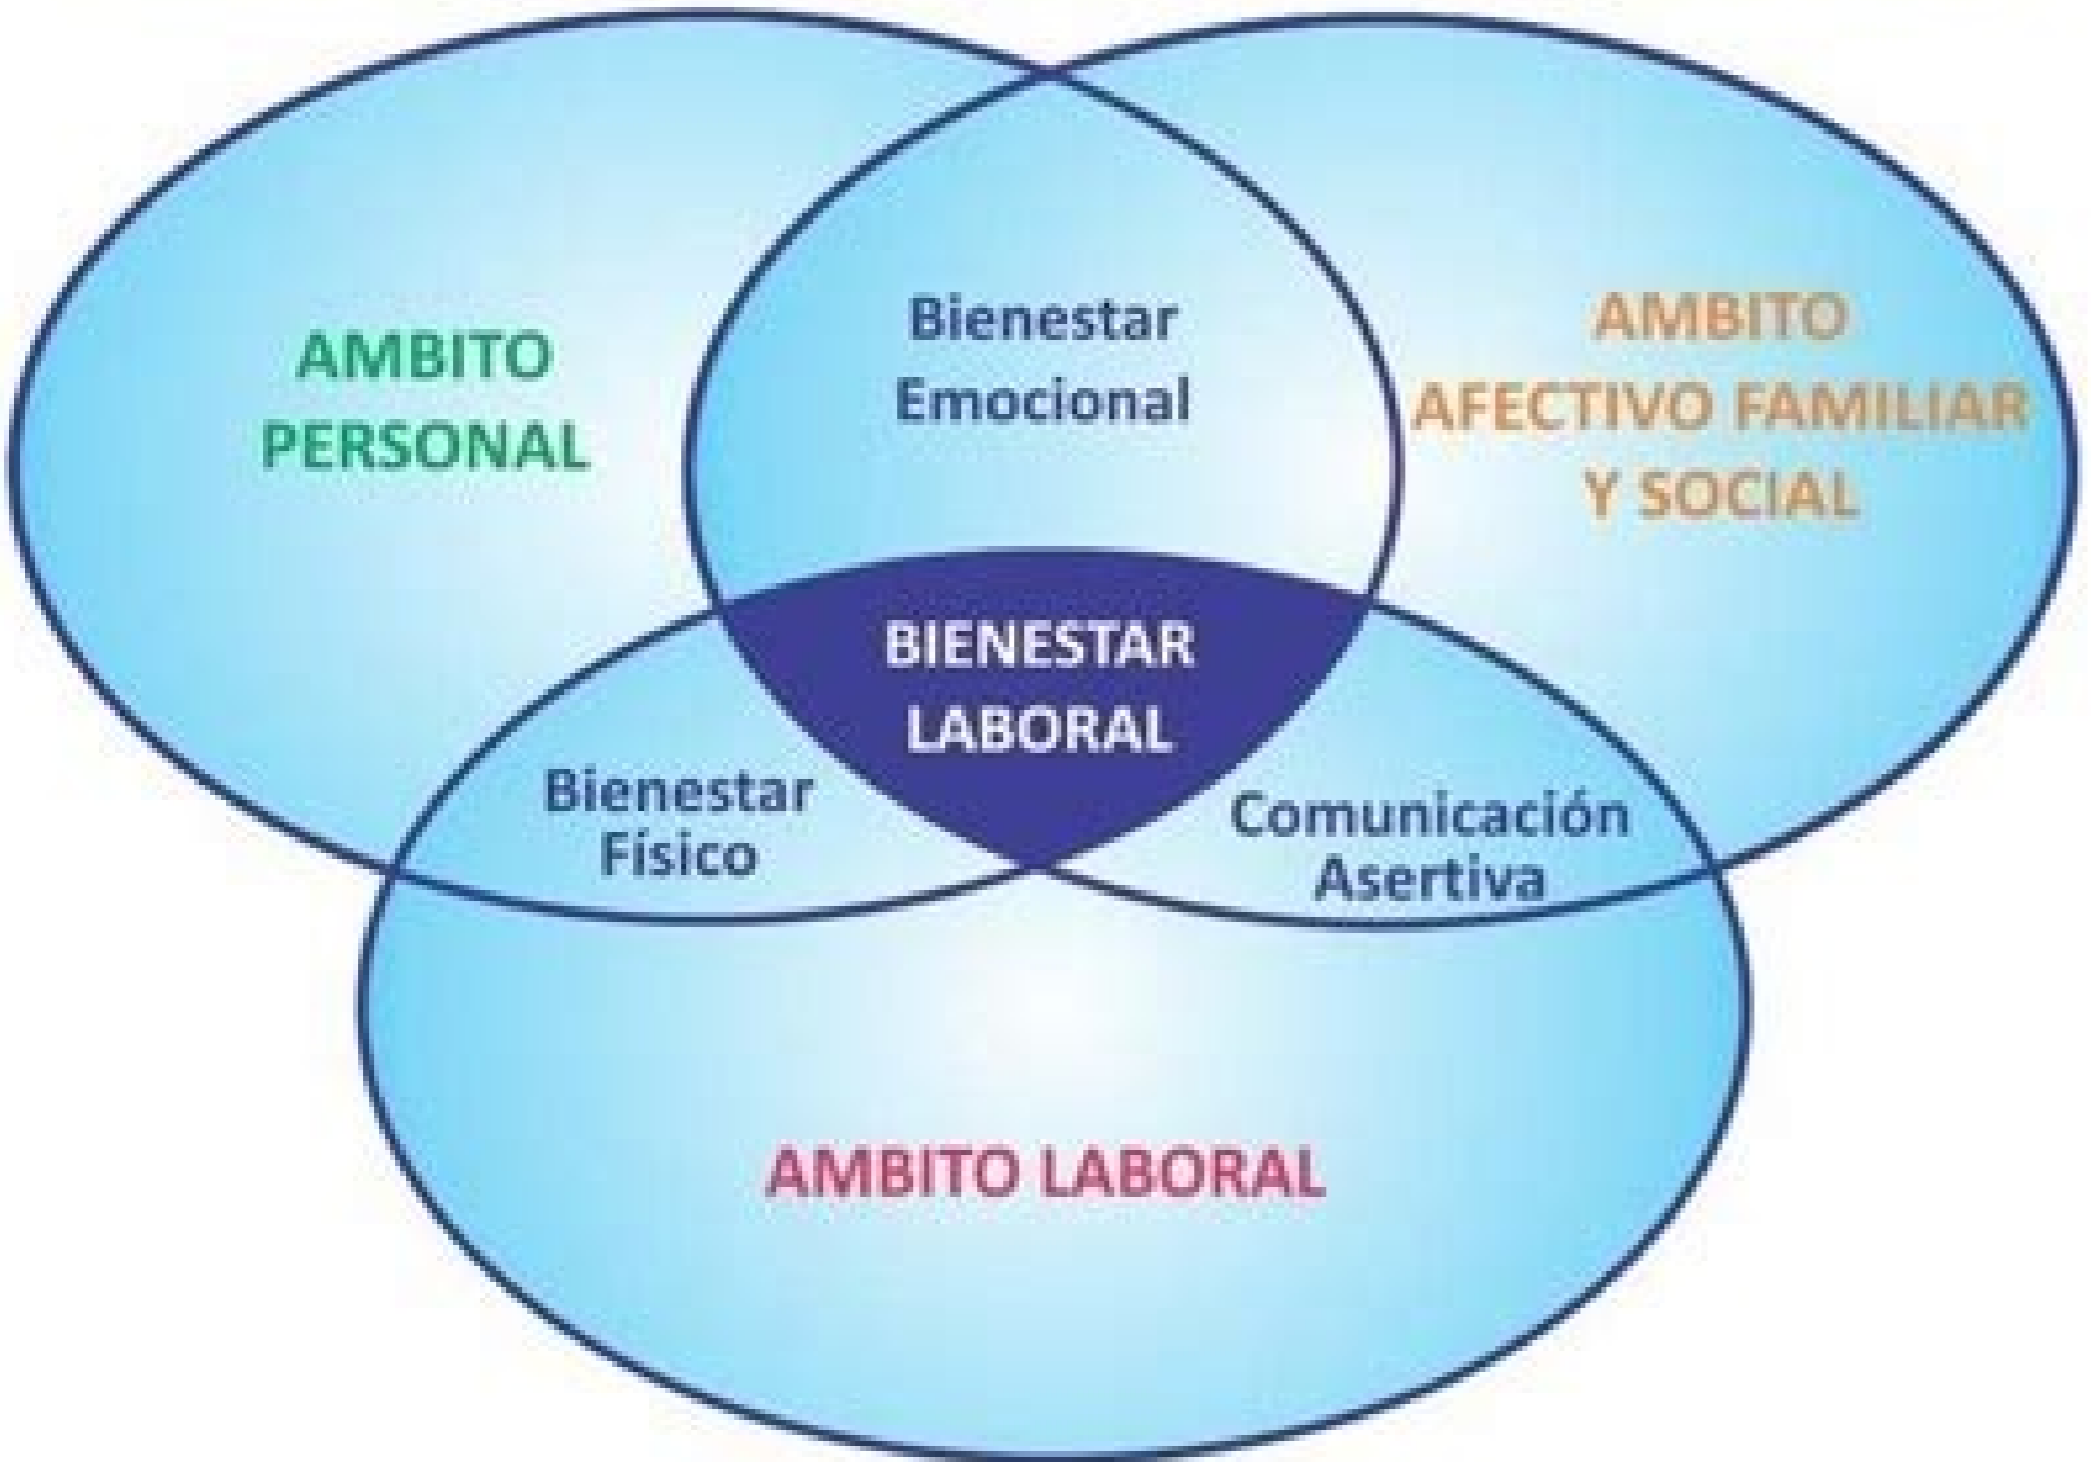 AMBITO
PERSONAL
Bienestar
Emocional
AMBITO
AFECTIVO FAMILIAR
Y SOCIAL
BIENESTAR
LABORAL
Bienestar
Físico
Comunicación
Asertiva
AMBITO LABORAL